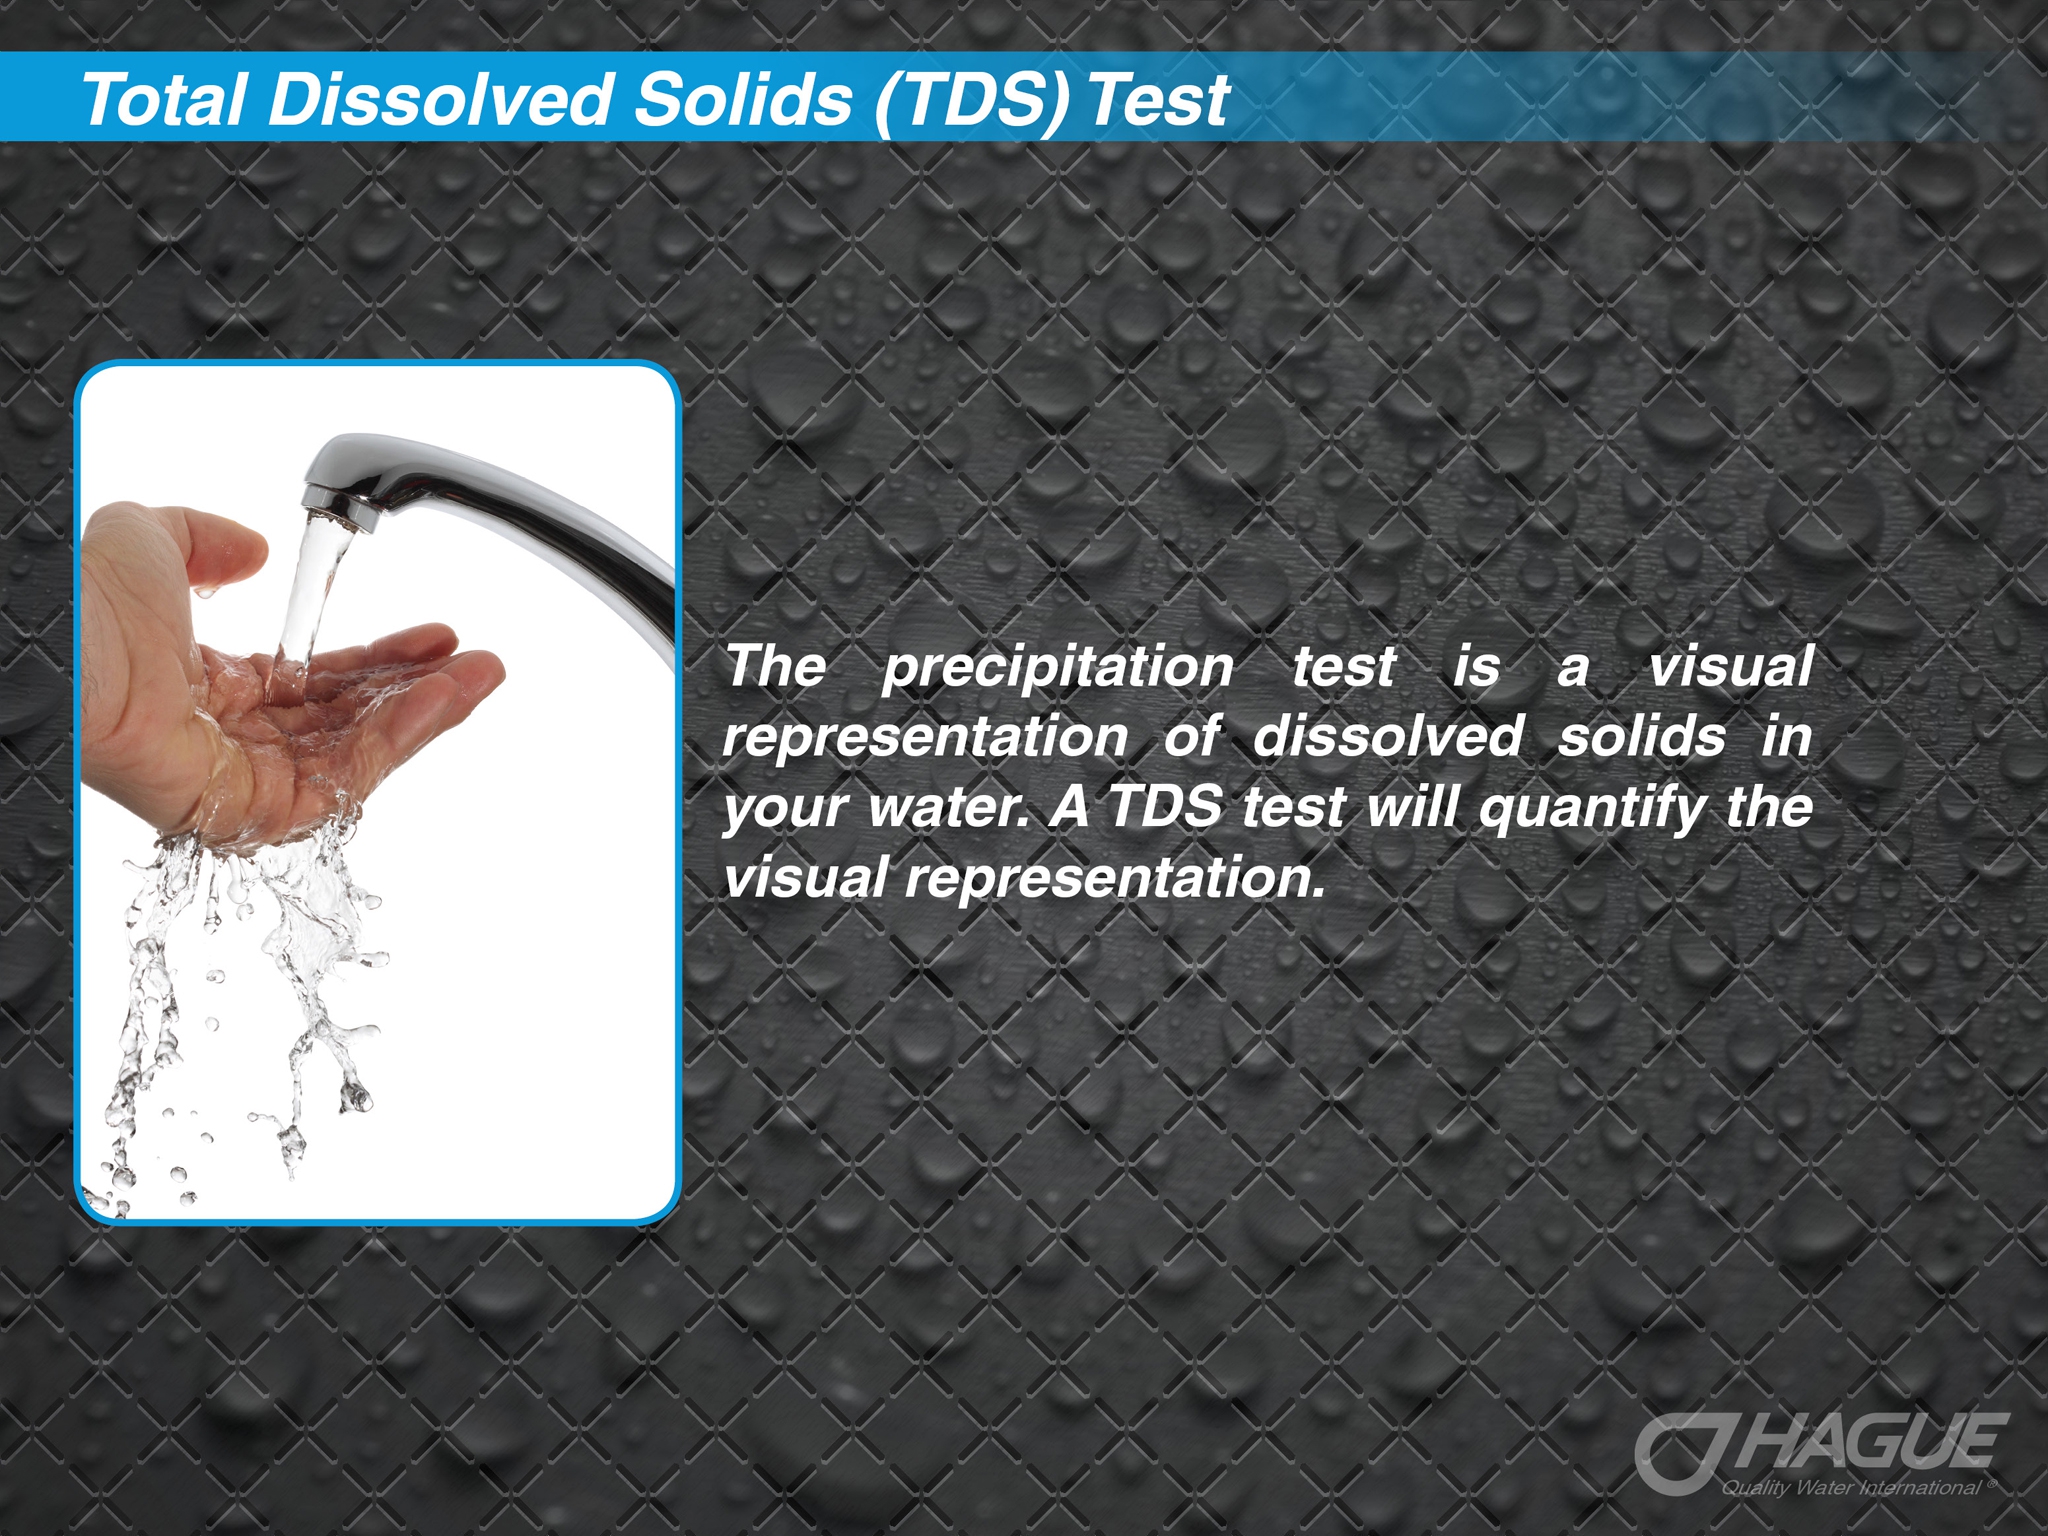 Total Dissolved Solids (TDS) Test
The precipitation test is a visual
representation of dissolved solids in
your water. A TDS test will quantify the
visual representation.
HAGUE
Quality Water International ®